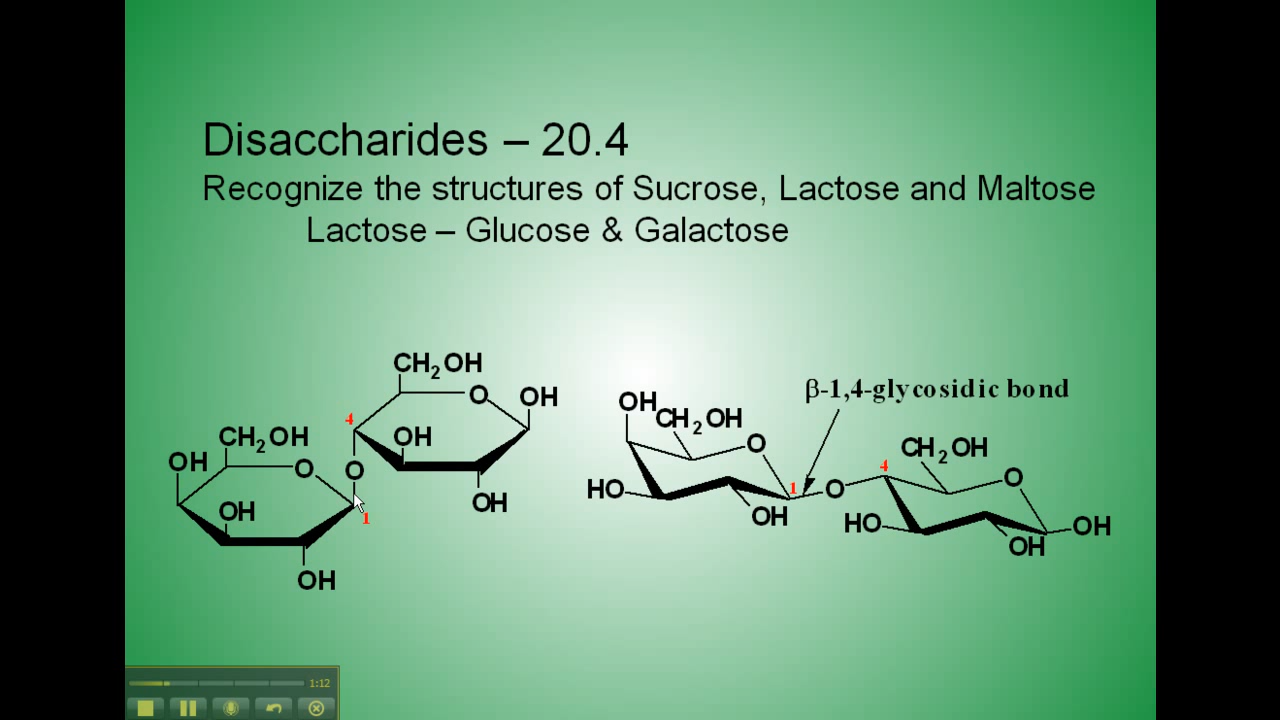 Disaccharides – 20.4
Recognize the structures of Sucrose, Lactose and Maltose
Lactose – Glucose & Galactose
CH2OH
O
OH
4
OH
CH2OH
OH
O
O
OH
OH
1
OH
β-1,4-glycosidic bond
OH
CH2OH
O
CH2OH
4
O
HO
1
O
OH
HO
OH
OH
1:12